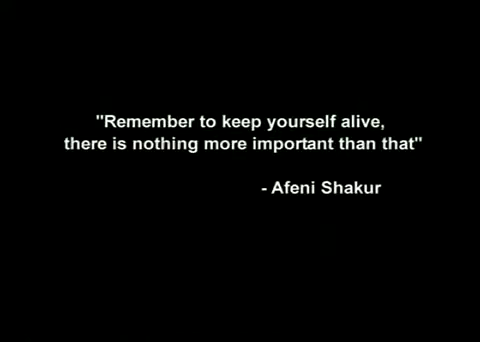 "Remember to keep yourself alive,
there is nothing more important than that"
- Afeni Shakur